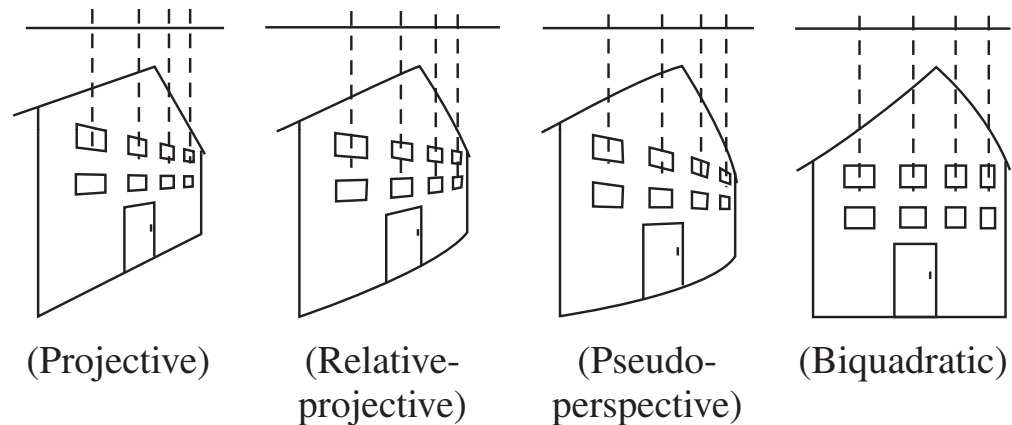 (Projective)
(Relative-
projective)
(Pseudo-
perspective)
(Biquadratic)